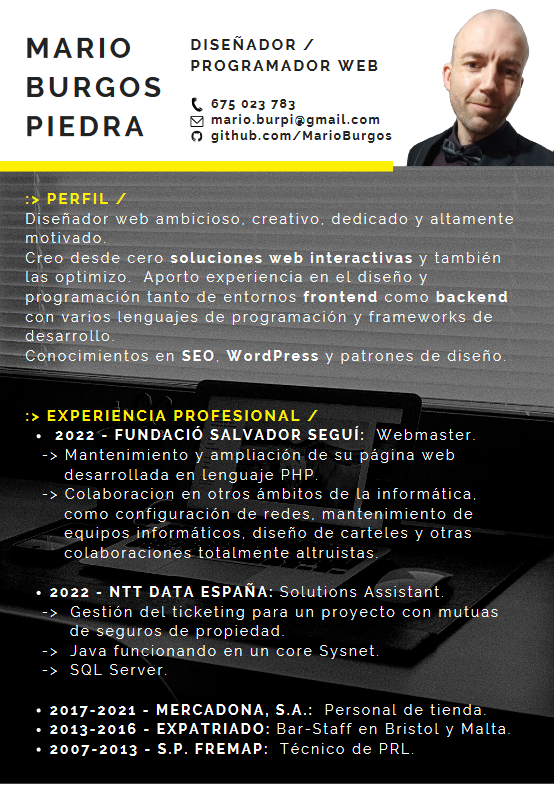 MARIO
BURGOS
PIEDRA
DISEÑADOR /
PROGRAMADOR WEB
675 023 783
mario.burpi@gmail.com
github.com/MarioBurgos
:> PERFIL /
Diseñador web ambicioso, creativo, dedicado y altamente
motivado.
Creo desde cero soluciones web interactivas y también
las optimizo. Aporto experiencia en el diseño y
programación tanto de entornos frontend como backend
con varios lenguajes de programación y frameworks de
desarrollo.
Conocimientos en SEO, WordPress y patrones de diseño.
:> EXPERIENCIA PROFESIONAL /
• 2022 - FUNDACIÓ SALVADOR SEGUÍ: Webmaster.
-> Mantenimiento y ampliación de su página web
desarrollada en lenguaje PHP.
-> Colaboracion en otros ámbitos de la informática,
como configuración de redes, mantenimiento de
equipos informáticos, diseño de carteles y otras
colaboraciones totalmente altruistas.
• 2022 - NTT DATA ESPAÑA: Solutions Assistant.
-> Gestión del ticketing para un proyecto con mutuas
de seguros de propiedad.
-> Java funcionando en un core Sysnet.
-> SQL Server.
• 2017-2021 - MERCADONA, S.A.: Personal de tienda.
• 2013-2016 - EXPATRIADO: Bar-Staff en Bristol y Malta.
• 2007-2013 - S.P. FREMAP: Técnico de PRL.